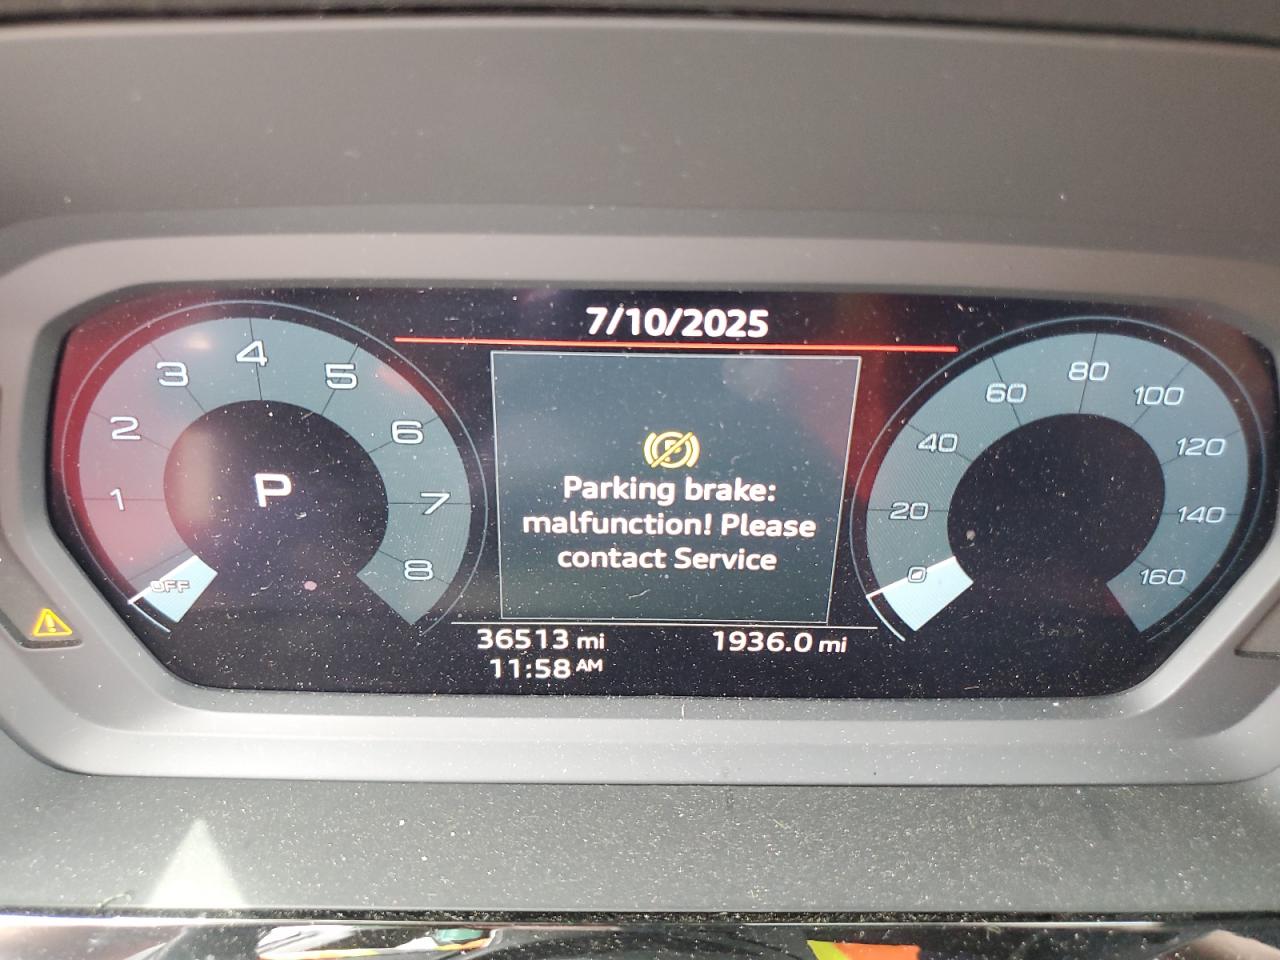 7/10/2025
1
2
3
4
5
6
7
8
OFF
P
P
Parking brake:
malfunction! Please
contact Service
0
20
40
60
80
100
120
140
160
36513 mi
1936.0 mi
11:58 AM